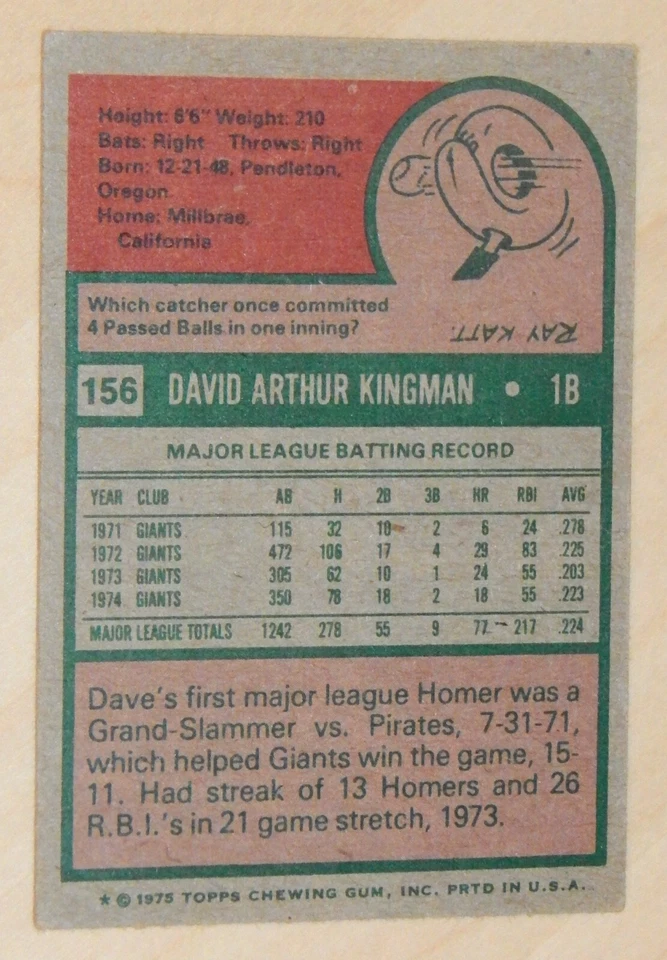 Height: 6'6" Weight: 210
Bats: Right Throws: Right
Born: 12-21-48, Pendleton,
Oregon
Home: Millbrae,
California
Which catcher once committed
4 Passed Balls in one inning?
RAY KATT.
156 DAVID ARTHUR KINGMAN • 1B
MAJOR LEAGUE BATTING RECORD
YEAR CLUB AB H 2B 3B HR RBI AVG
1971 GIANTS 115 32 10 2 6 24 .278
1972 GIANTS 472 106 17 4 29 83 .225
1973 GIANTS 305 62 10 1 24 55 .203
1974 GIANTS 350 78 18 2 18 55 .223
MAJOR LEAGUE TOTALS 1242 278 55 9 77 217 .224
Dave's first major league Homer was a
Grand-Slammer vs. Pirates, 7-31-71,
which helped Giants win the game, 15-
11. Had streak of 13 Homers and 26
R.B.I.'s in 21 game stretch, 1973.
★ © 1975 TOPPS CHEWING GUM, INC. PRTD IN U.S.A.